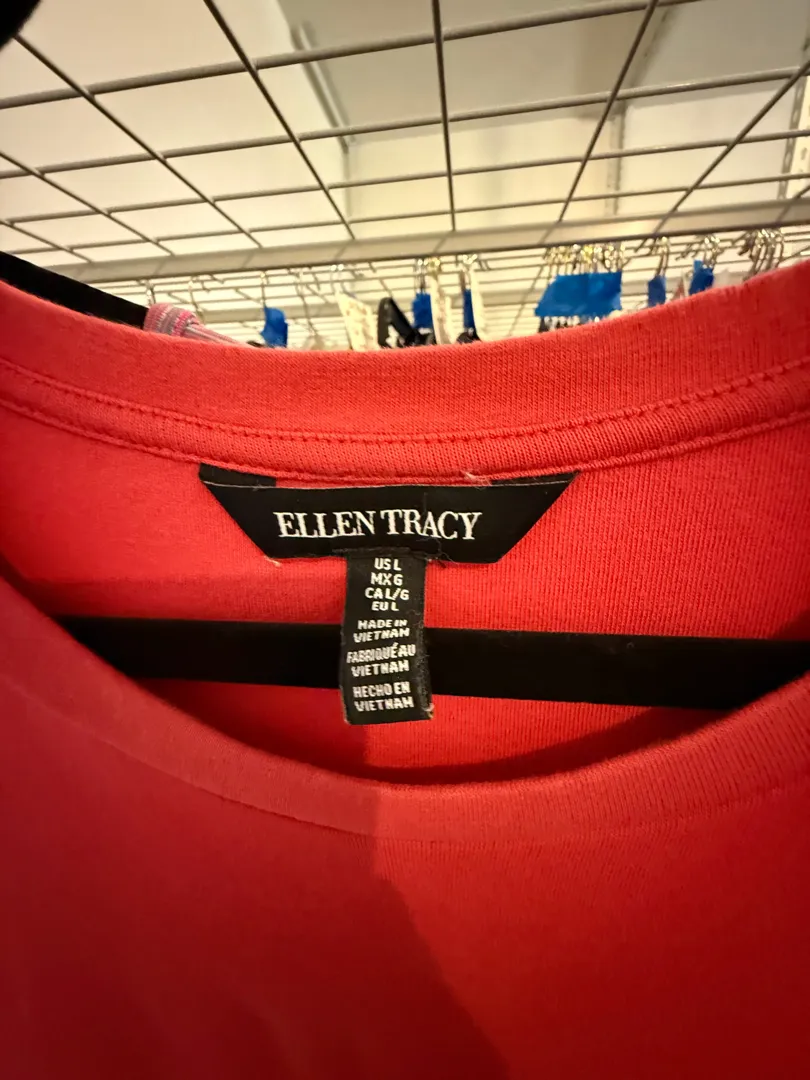 ELLEN TRACY
US L
MX G
CA L/G
EU L
MADE IN
VIETNAM
FABRIQUÉ AU
VIETNAM
HECHO EN
VIETNAM